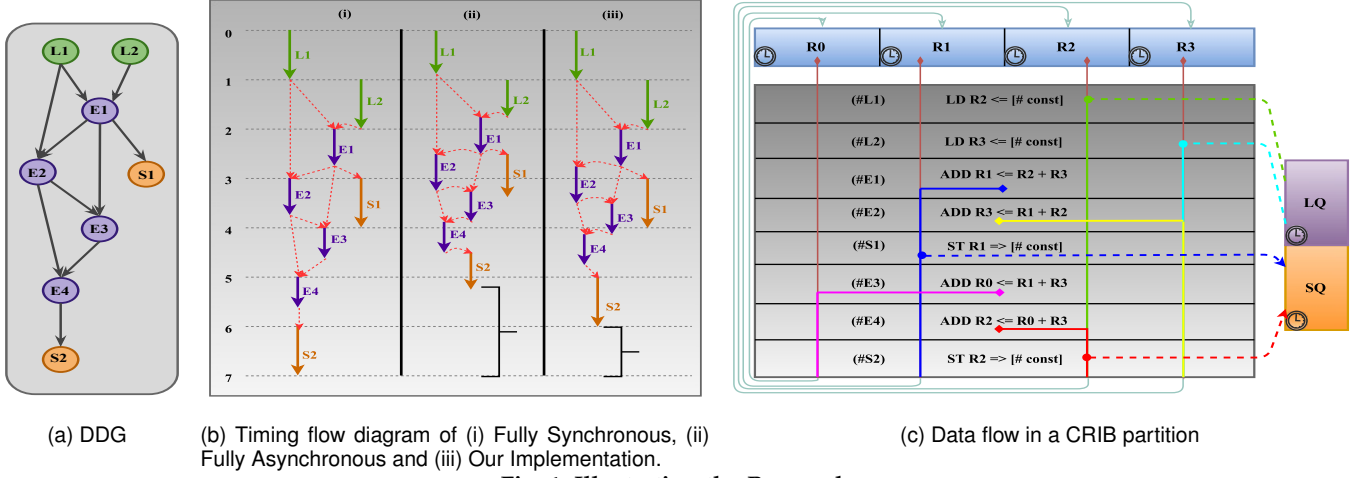 L1 L2
E1
E2 S1
E3
E4
S2
(a) DDG
(i) (ii) (iii)
0
1
2
3
4
5
6
7
L1
L2
E1
E2
S1
E3
E4
S2
L1
L2
E1
E2
S1
E3
E4
S2
L1
L2
E1
E2
S1
E3
E4
S2
(b) Timing flow diagram of (i) Fully Synchronous, (ii)
Fully Asynchronous and (iii) Our Implementation.
R0 R1 R2 R3
(#L1) LD R2 <= [# const]
(#L2) LD R3 <= [# const]
(#E1) ADD R1 <= R2 + R3
(#E2) ADD R3 <= R1 + R2
(#S1) ST R1 => [# const]
(#E3) ADD R0 <= R1 + R3
(#E4) ADD R2 <= R0 + R3
(#S2) ST R2 => [# const]
LQ
SQ
(c) Data flow in a CRIB partition